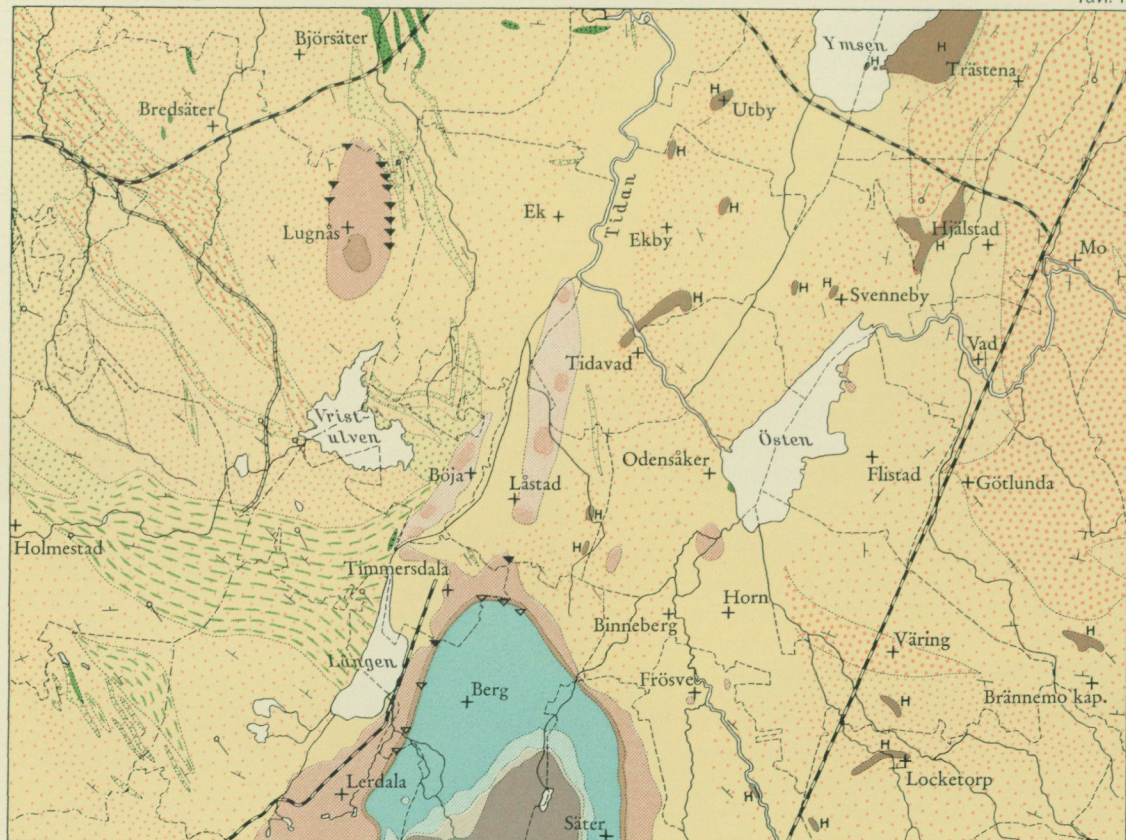 Björsäter
Ymsen
H
H
Trästena
Bredsäter
H
Utby
H
Tidan
Ek
H
Lugnås
Ekby
Hjälstad
H
Mo
H
H
H
Svenneby
Tidavad
Vad
Vrist-
ulven
Östen
Böja
Låstad
Odensåker
Flistad
Götlunda
H
Holmestad
H
Timmersdala
Horn
Binneberg
H
Väring
Lången
Berg
Frösve
Brännemo kap.
H
H
Lerdala
Locketorp
H
Säter
H